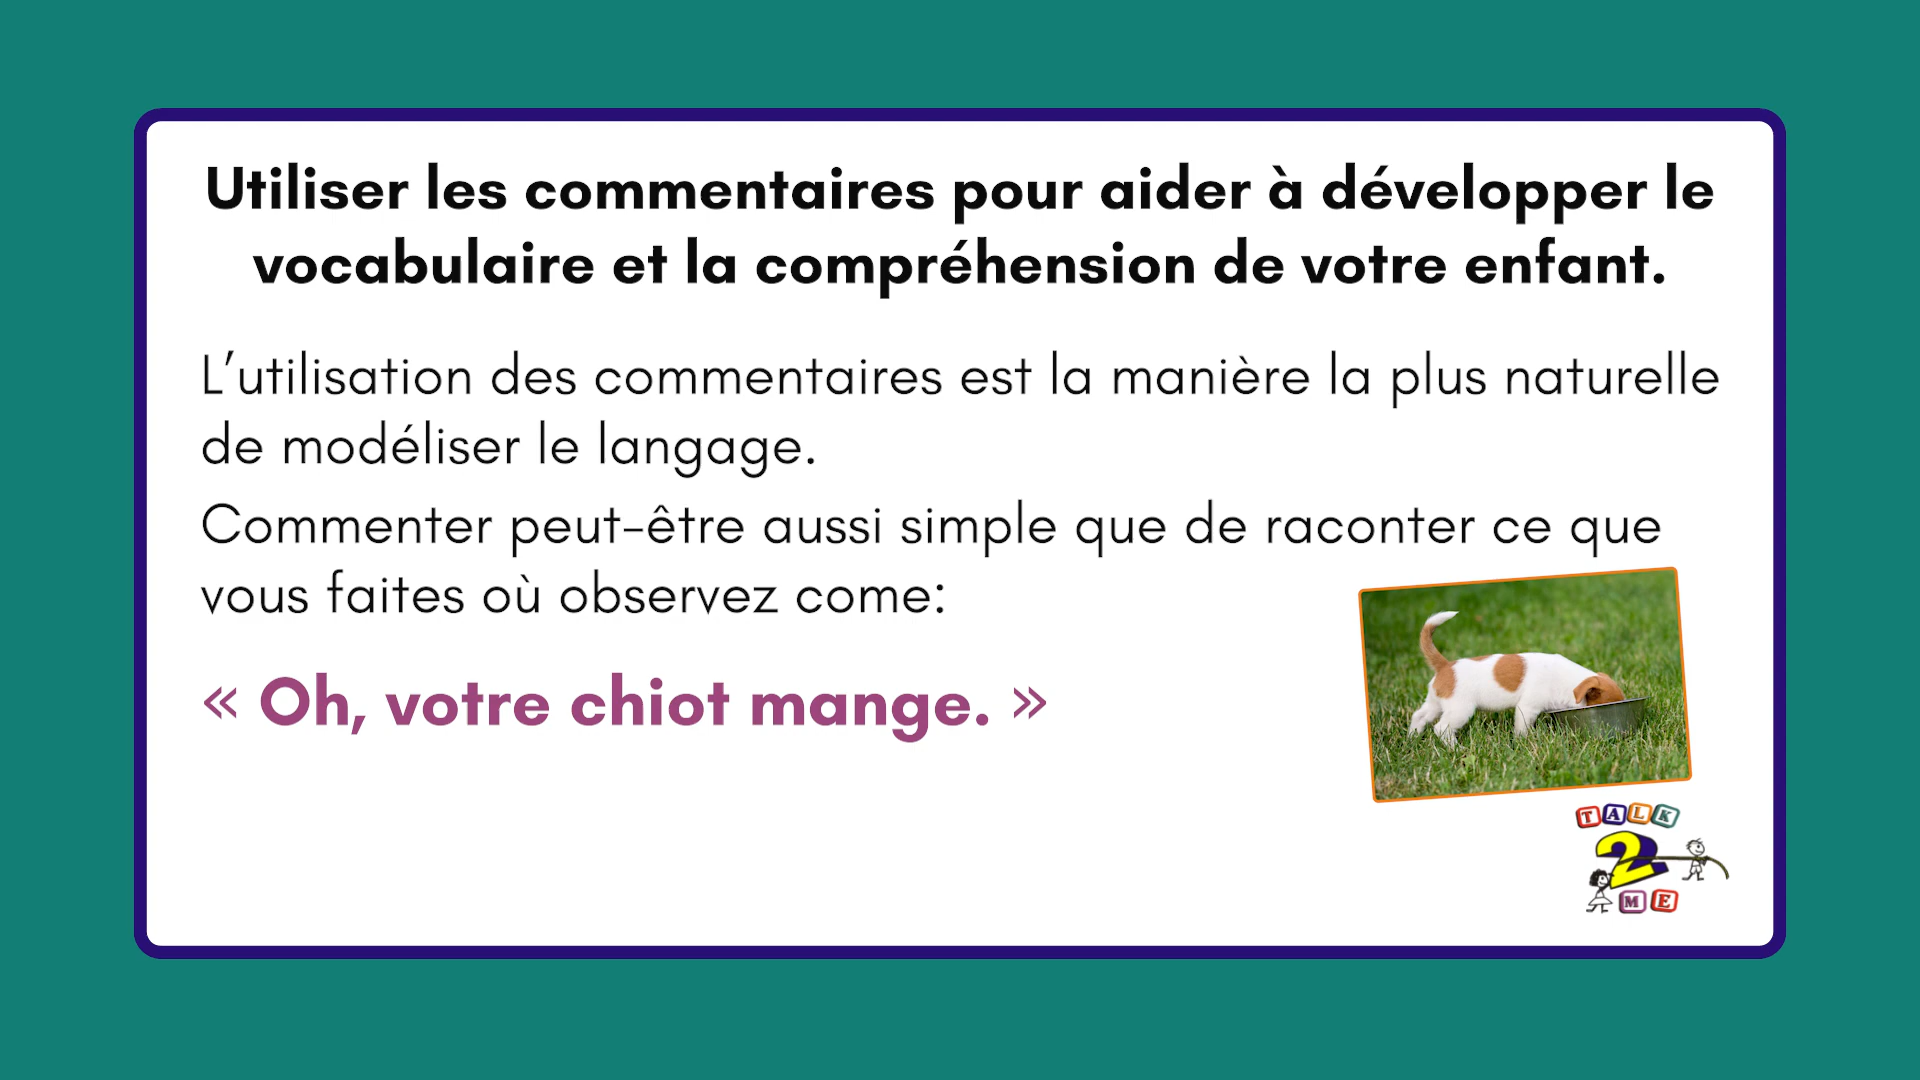 Utiliser les commentaires pour aider à développer le
vocabulaire et la compréhension de votre enfant.
L’utilisation des commentaires est la manière la plus naturelle
de modéliser le langage.
Commenter peut-être aussi simple que de raconter ce que
vous faites où observez come:
« Oh, votre chiot mange. »
TALK
2
ME